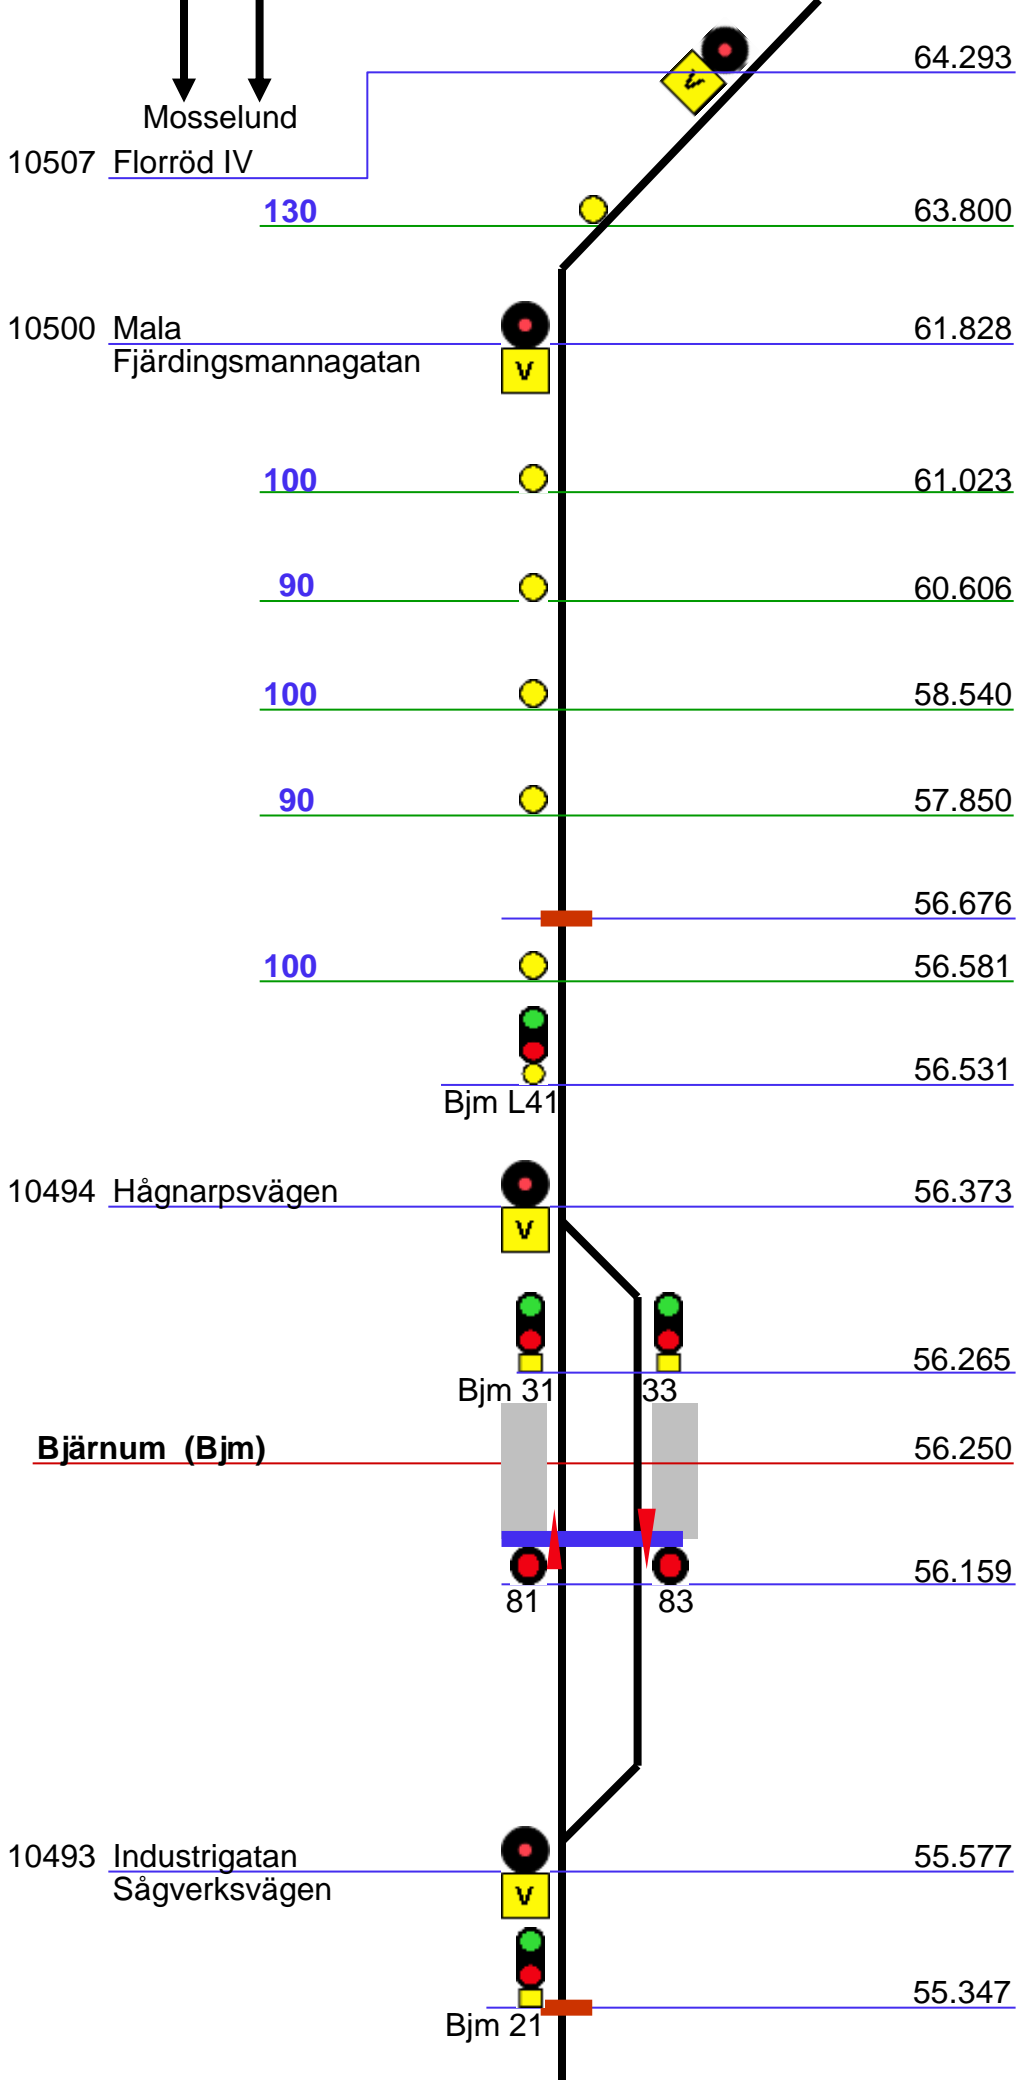 64.293
Mosselund
10507 Florröd IV
130 63.800
10500 Mala 61.828
Fjärdingsmannagatan
V
V
100 61.023
90 60.606
100 58.540
90 57.850
56.676
100 56.581
56.531
Bjm L41
10494 Hågnarpsvägen 56.373
V
56.265
Bjm 31 33
Bjärnum (Bjm) 56.250
56.159
81 83
10493 Industrigatan 55.577
Sågverksvägen
V
55.347
Bjm 21